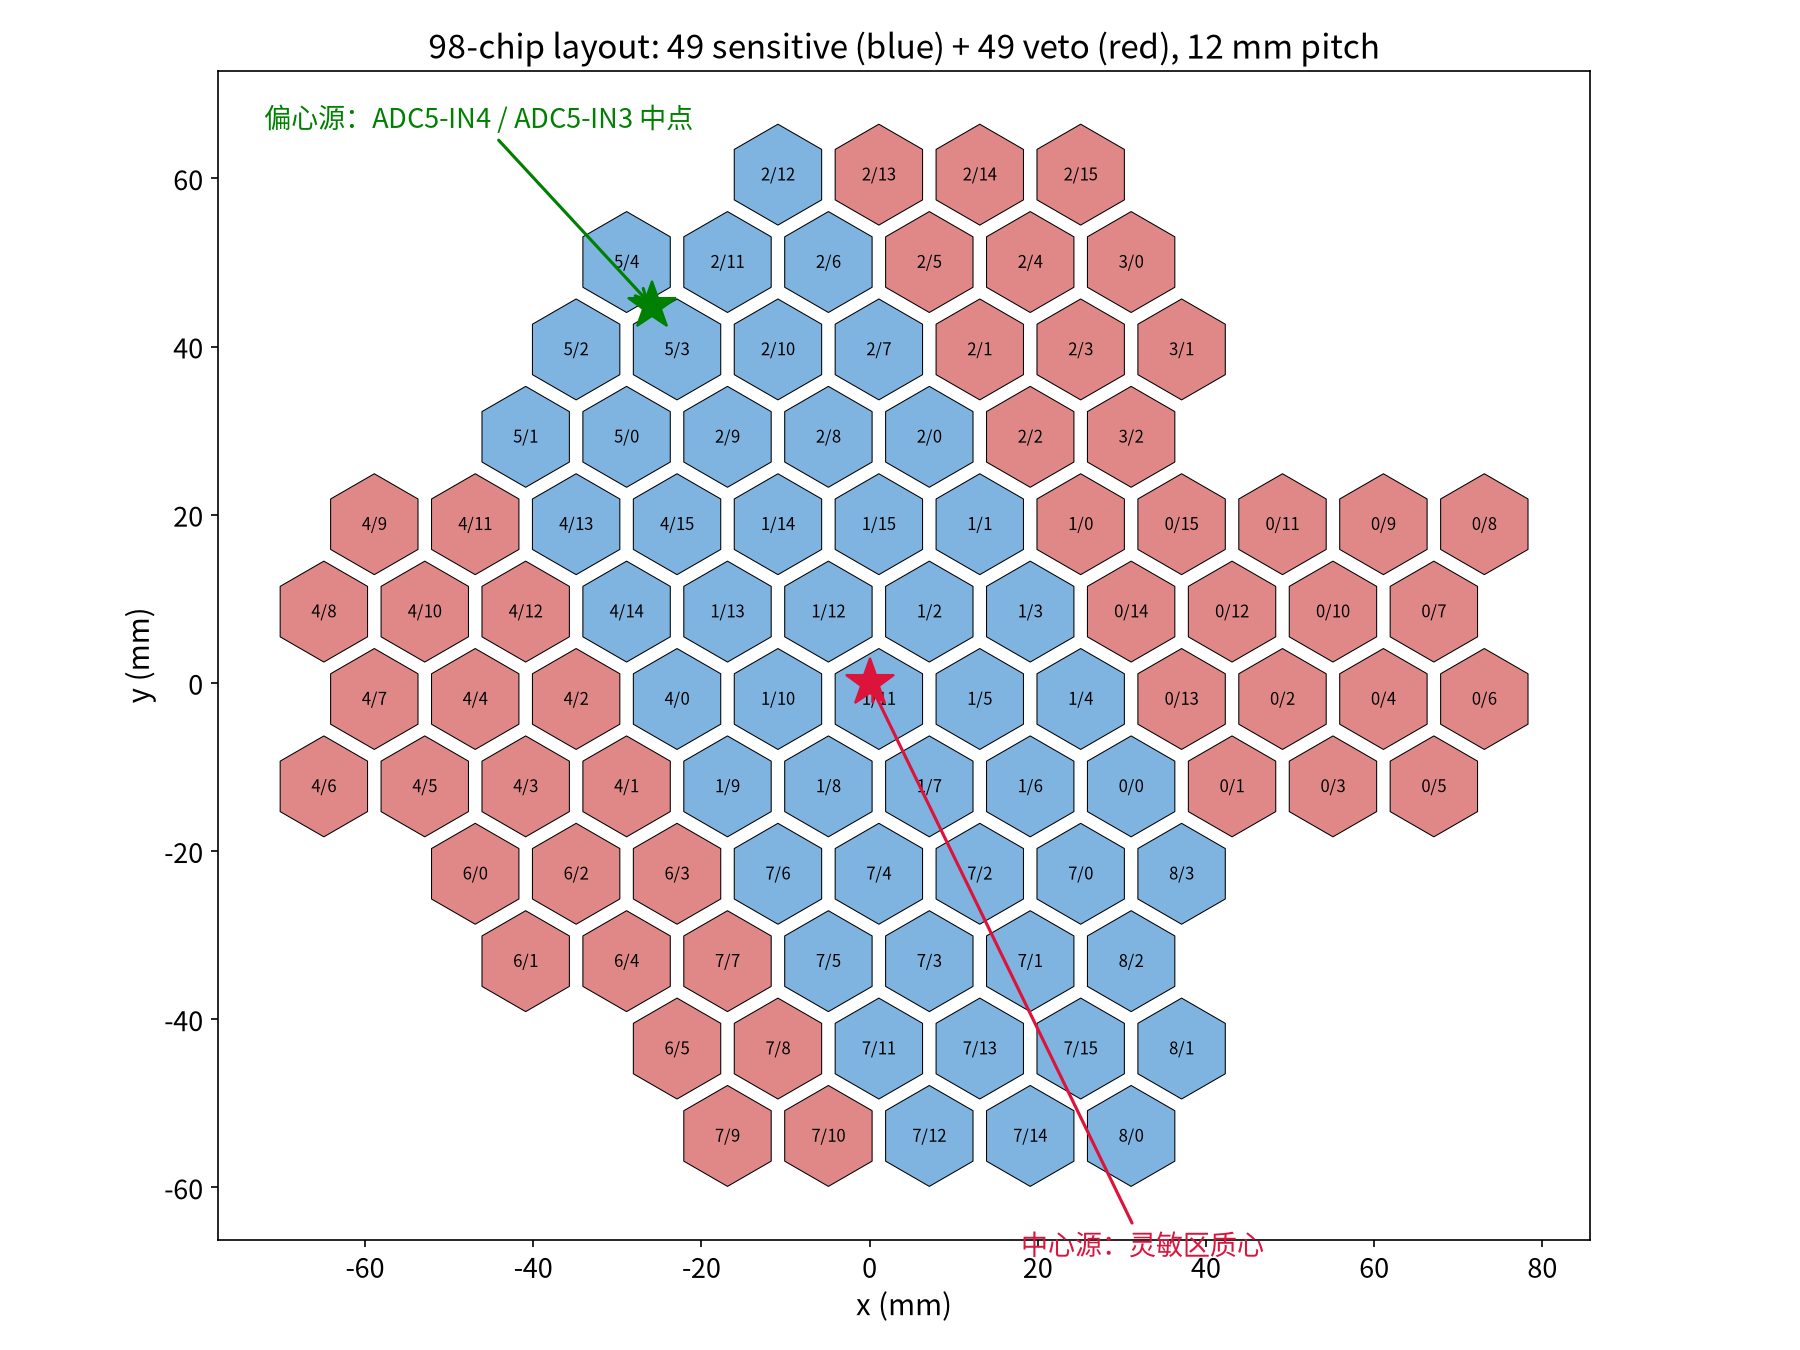 98-chip layout: 49 sensitive (blue) + 49 veto (red), 12 mm pitch
偏心源：ADC5-IN4 / ADC5-IN3 中点
2/12 2/13 2/14 2/15
5/4 2/11 2/6 2/5 2/4 3/0
5/2 5/3 2/10 2/7 2/1 2/3 3/1
5/1 5/0 2/9 2/8 2/0 2/2 3/2
4/9 4/11 4/13 4/15 1/14 1/15 1/1 1/0 0/15 0/11 0/9 0/8
4/8 4/10 4/12 4/14 1/13 1/12 1/2 1/3 0/14 0/12 0/10 0/7
4/7 4/4 4/2 4/0 1/10 1/11 1/5 1/4 0/13 0/2 0/4 0/6
4/6 4/5 4/3 4/1 1/9 1/8 1/7 1/6 0/0 0/1 0/3 0/5
6/0 6/2 6/3 7/6 7/4 7/2 7/0 8/3
6/1 6/4 7/7 7/5 7/3 7/1 8/2
6/5 7/8 7/11 7/13 7/15 8/1
7/9 7/10 7/12 7/14 8/0
中心源：灵敏区质心
60
40
20
0
-20
-40
-60
y (mm)
-60 -40 -20 0 20 40 60 80
x (mm)